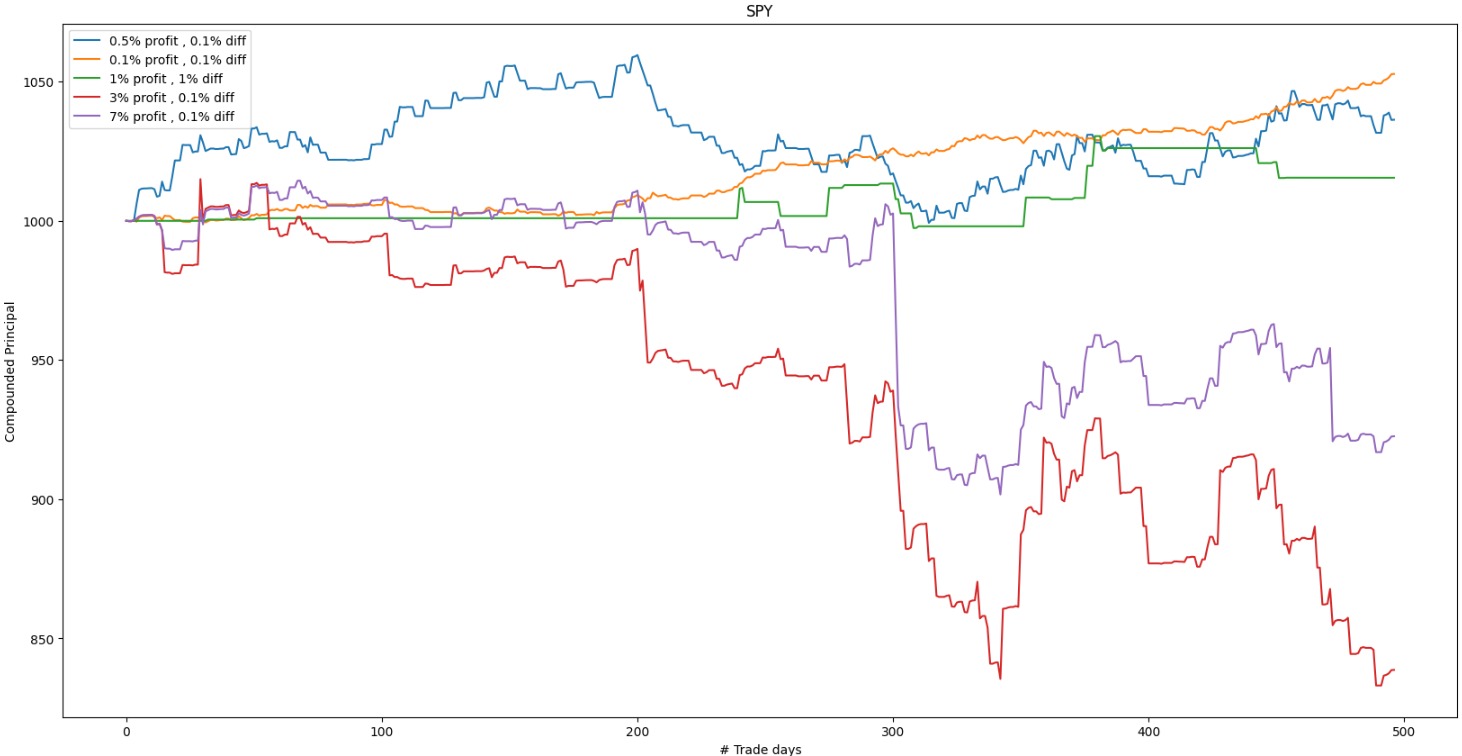 SPY
0.5% profit , 0.1% diff
0.1% profit , 0.1% diff
1% profit , 1% diff
3% profit , 0.1% diff
7% profit , 0.1% diff
1050
1000
950
900
850
Compounded Principal
0 100 200 300 400 500
# Trade days